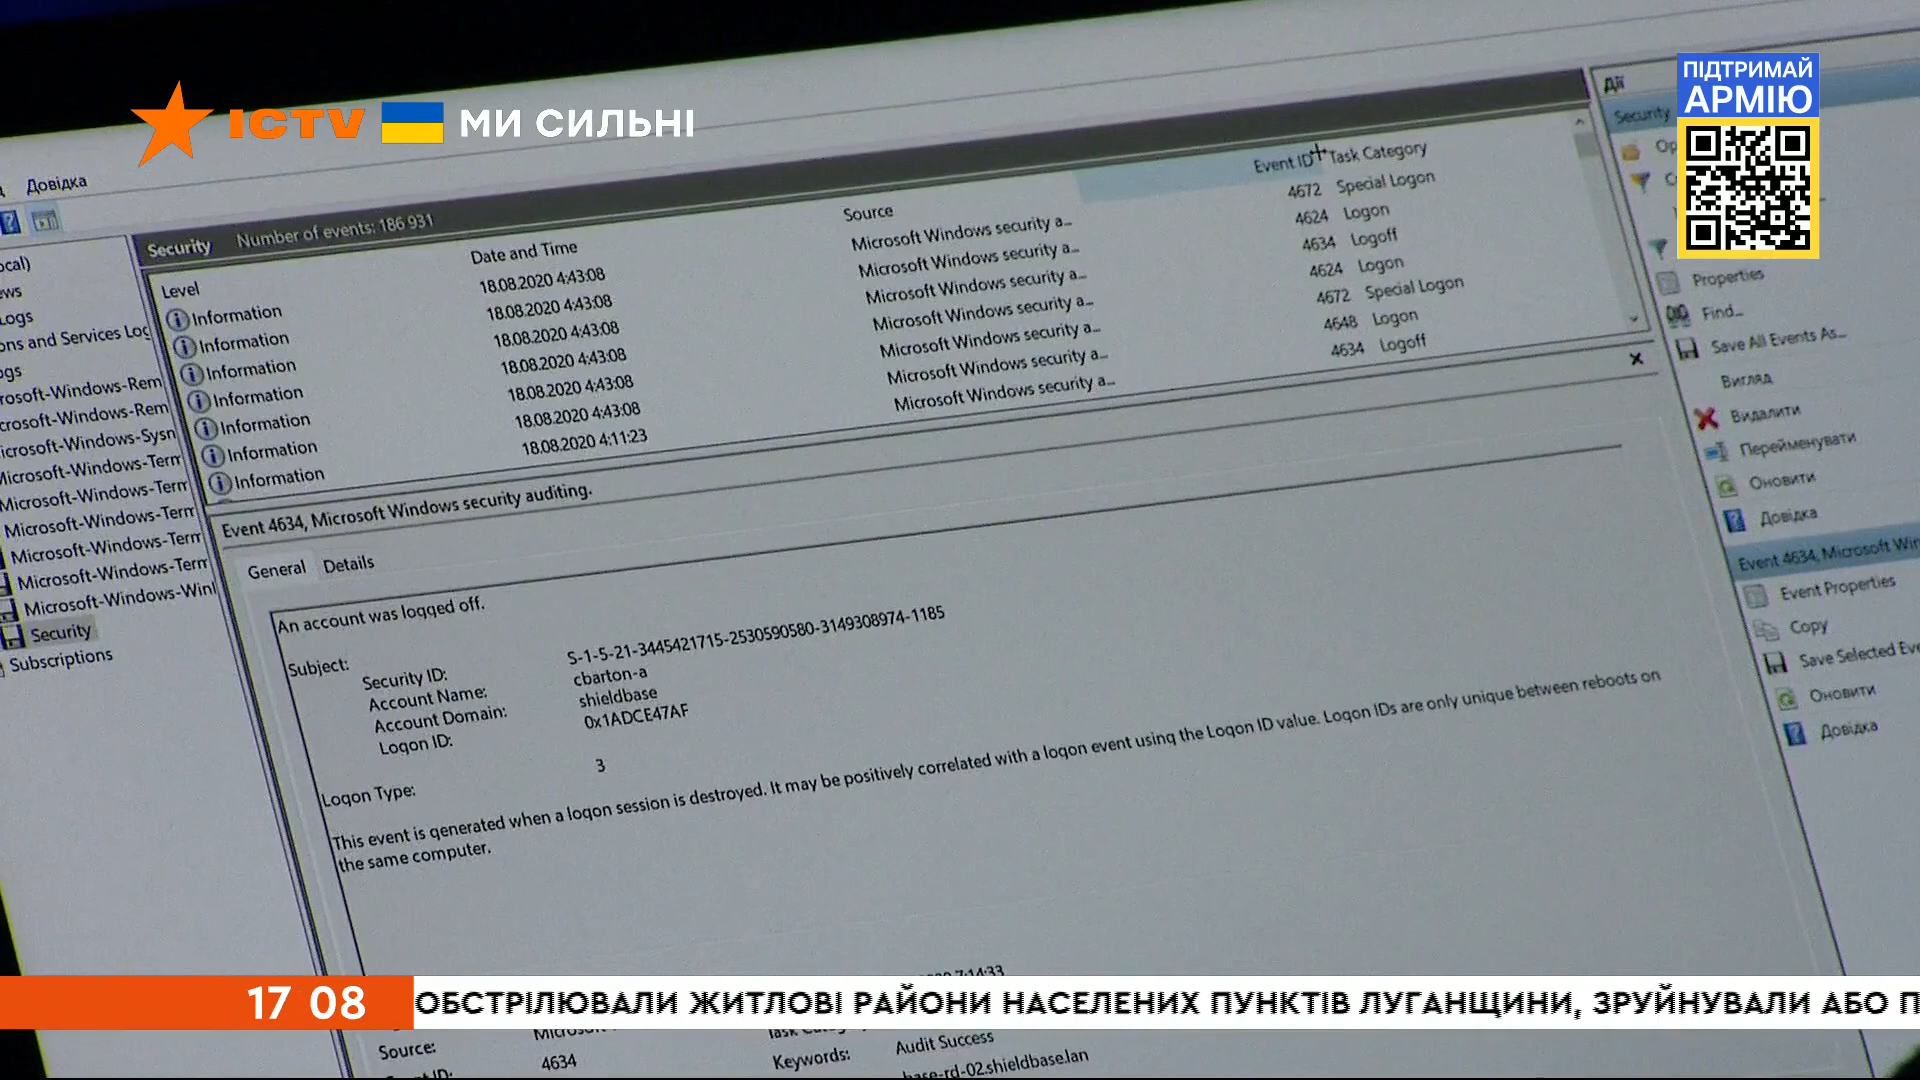 ICTV МИ СИЛЬНІ
ПІДТРИМАЙ
АРМІЮ
Довідка
Дії
Security Number of events: 186 931
Level Date and Time Source Event ID Task Category
Information 18.08.2020 4:43:08 Microsoft Windows security a... 4672 Special Logon
Information 18.08.2020 4:43:08 Microsoft Windows security a... 4624 Logon
Information 18.08.2020 4:43:08 Microsoft Windows security a... 4634 Logoff
Information 18.08.2020 4:43:08 Microsoft Windows security a... 4624 Logon
Information 18.08.2020 4:43:08 Microsoft Windows security a... 4672 Special Logon
Information 18.08.2020 4:43:08 Microsoft Windows security a... 4648 Logon
Information 18.08.2020 4:11:23 Microsoft Windows security a... 4634 Logoff
ocal)
ews
Logs
ons and Services Log
ogs
rosoft-Windows-Rem
crosoft-Windows-Rem
icrosoft-Windows-Sysn
Microsoft-Windows-Term
Microsoft-Windows-Term
Microsoft-Windows-Term
Microsoft-Windows-Term
Microsoft-Windows-Term
Microsoft-Windows-Winl
Security
Subscriptions
Event 4634, Microsoft Windows security auditing.
General Details
An account was logged off.
Subject:
Security ID: S-1-5-21-3445421715-2530590580-3149308974-1185
Account Name: cbarton-a
Account Domain: shieldbase
Logon ID: 0x1ADCE47AF
Logon Type: 3
This event is generated when a logon session is destroyed. It may be positively correlated with a logon event using the Logon ID value. Logon IDs are only unique between reboots on
the same computer.
Security
Op
Properties
Find...
Save All Events As...
Вигляд
Видалити
Перейменувати
Оновити
Довідка
Event 4634, Microsoft Win
Event Properties
Copy
Save Selected Eve
Оновити
Довідка
7:14:33
17 08 ОБСТРІЛЮВАЛИ ЖИТЛОВІ РАЙОНИ НАСЕЛЕНИХ ПУНКТІВ ЛУГАНЩИНИ, ЗРУЙНУВАЛИ АБО П
Source:
4634 Keywords: Audit Success
base-rd-02.shieldbase.lan